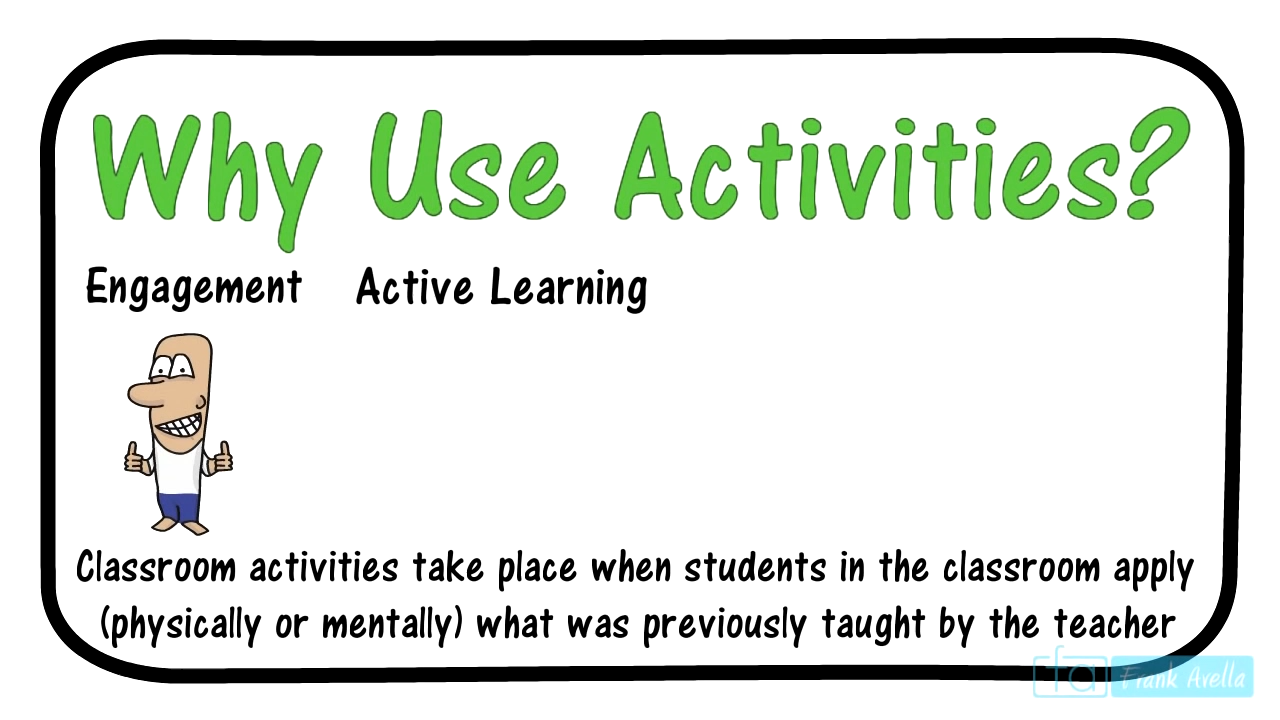 Why Use Activities?
Engagement Active Learning
Classroom activities take place when students in the classroom apply
(physically or mentally) what was previously taught by the teacher
fa Frank Avella